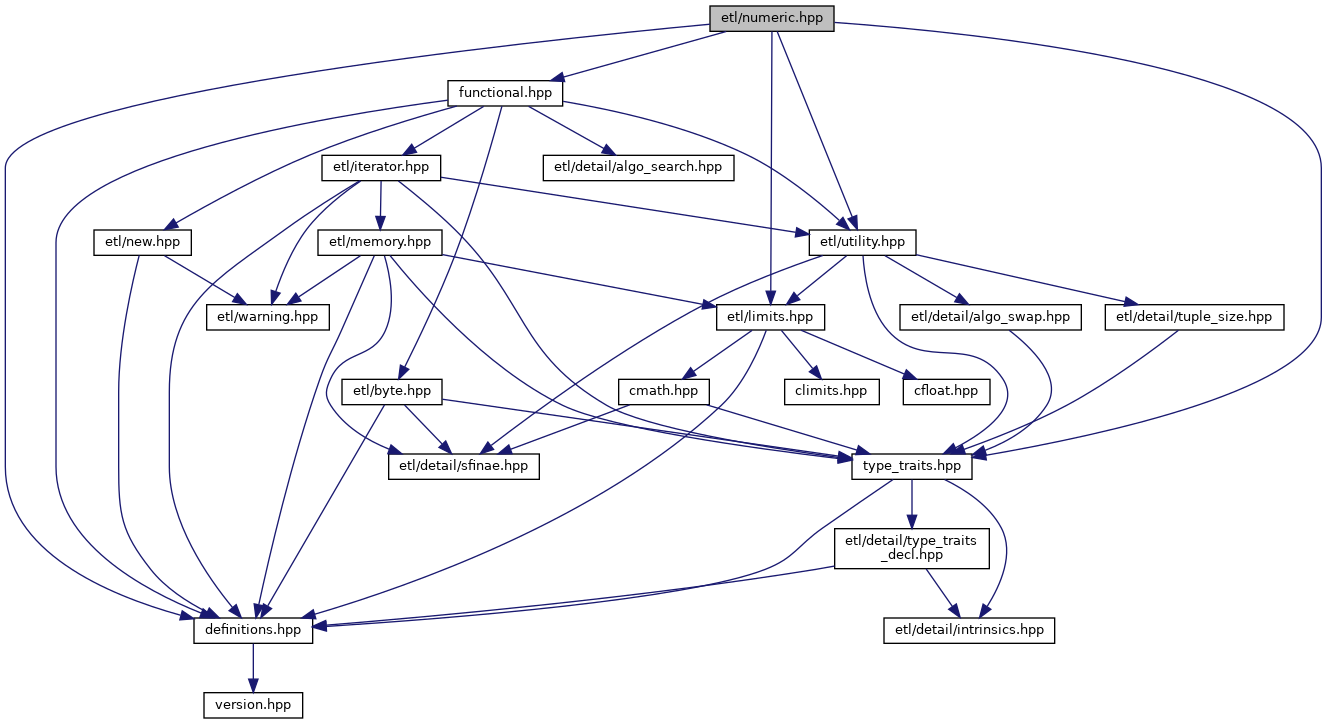 etl/numeric.hpp
functional.hpp
etl/iterator.hpp
etl/detail/algo_search.hpp
etl/new.hpp
etl/memory.hpp
etl/utility.hpp
etl/warning.hpp
etl/limits.hpp
etl/detail/algo_swap.hpp
etl/detail/tuple_size.hpp
etl/byte.hpp
cmath.hpp
climits.hpp
cfloat.hpp
etl/detail/sfinae.hpp
type_traits.hpp
etl/detail/type_traits
_decl.hpp
definitions.hpp
etl/detail/intrinsics.hpp
version.hpp